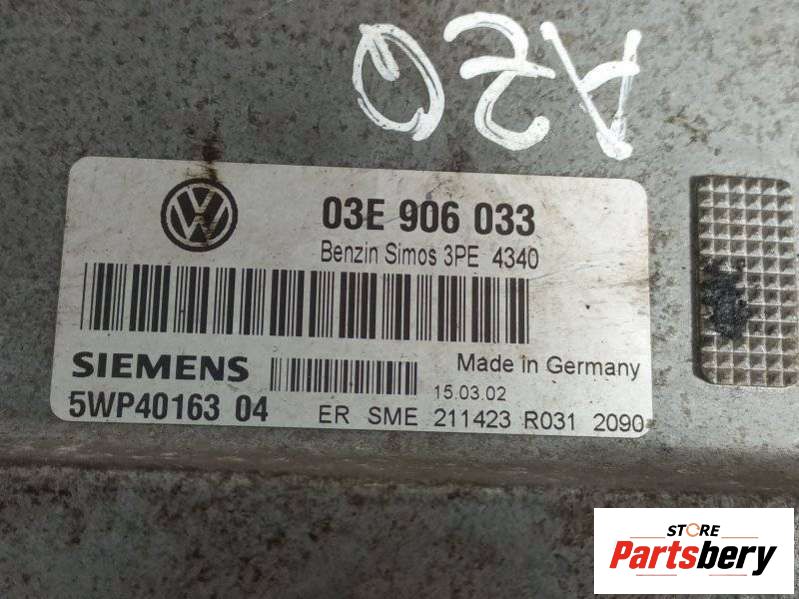 AZQ
03E 906 033
Benzin Simos 3PE 4340
SIEMENS
Made in Germany
15.03.02
5WP40163 04
ER SME 211423 R031 2090
STORE
Partsbery